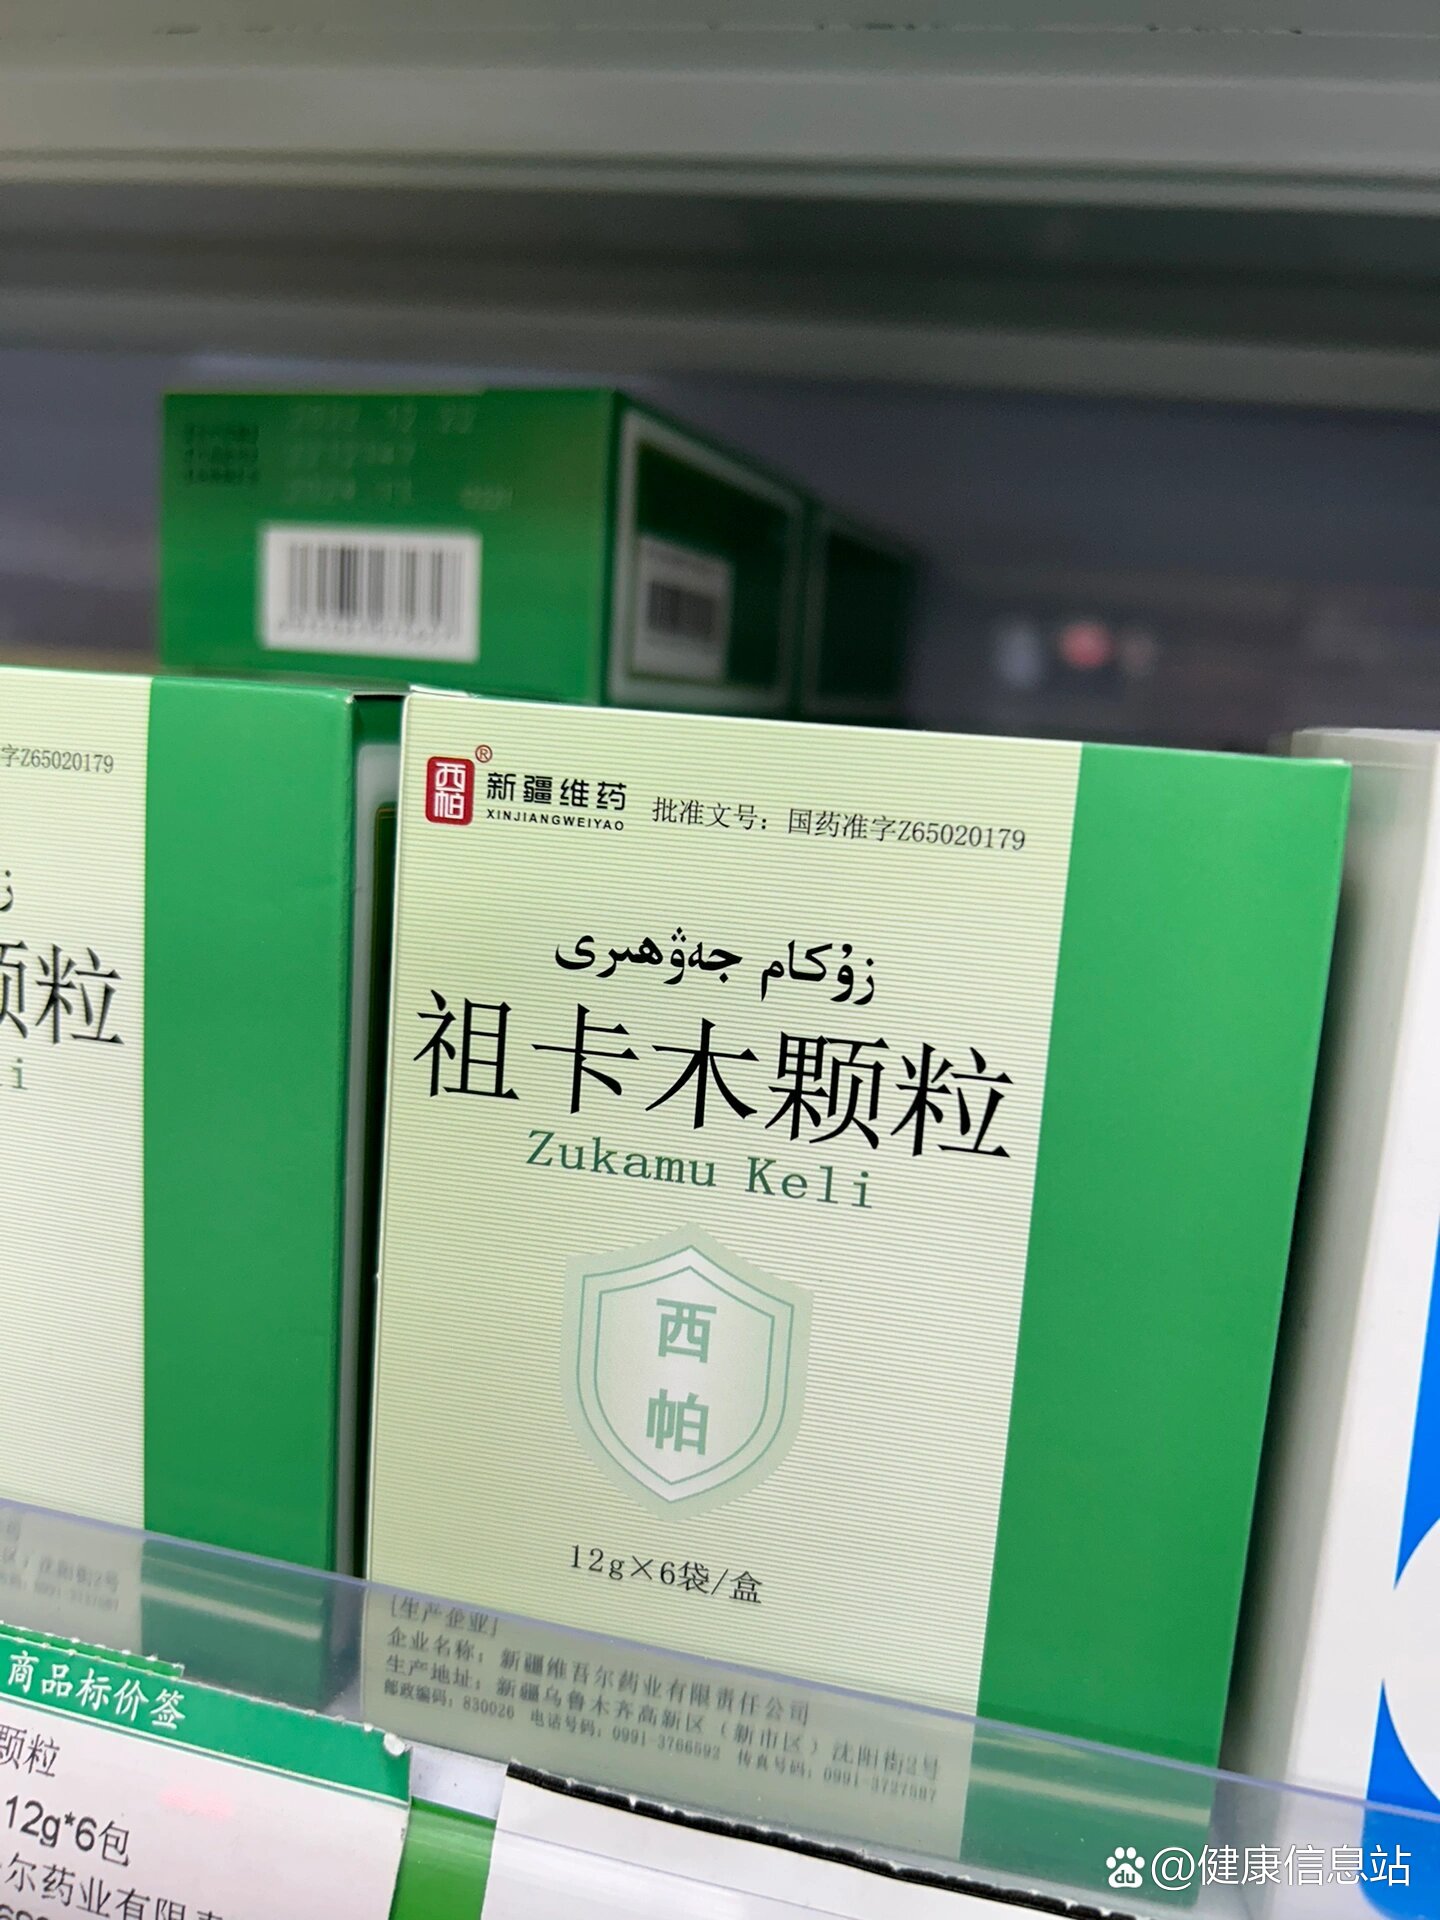 字Z65020179
西帕®
新疆维药
XINJIANGWEIYAO
批准文号：国药准字Z65020179
زۇكام جەۋھىرى
祖卡木颗粒
Zukamu Keli
颗粒
li
西
帕
12g×6袋/盒
[生产企业]
企业名称：新疆维吾尔药业有限责任公司
生产地址：新疆乌鲁木齐高新区（新市区）沈阳街2号
邮政编码：830026 电话号码：0991-3766592 传真号码：0991-3727587
商品标价签
颗粒
12g*6包
尔药业有限责
@健康信息站